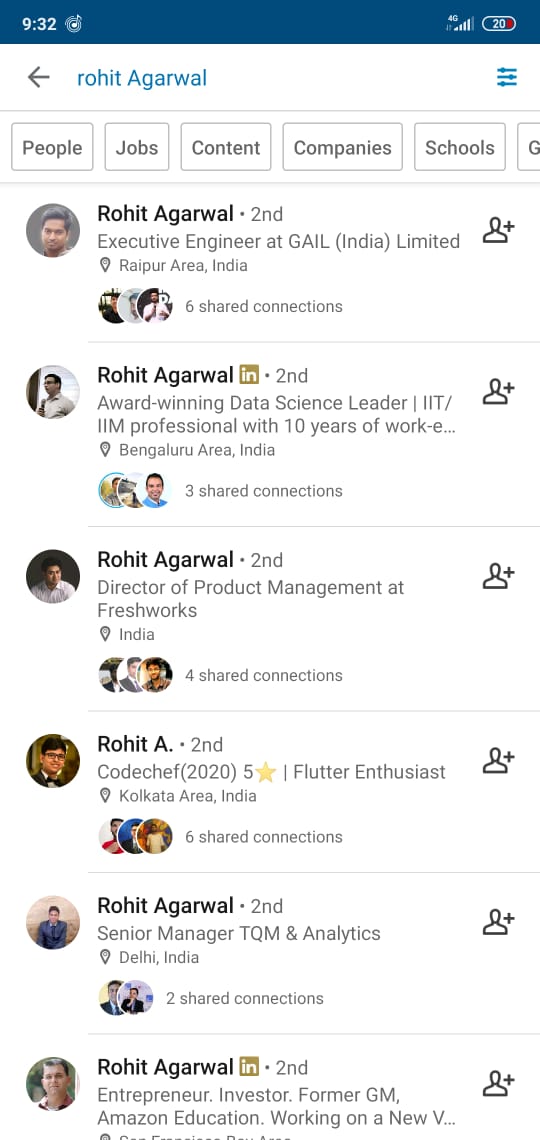 9:32
4G
20
rohit Agarwal
People
Jobs
Content
Companies
Schools
G
Rohit Agarwal • 2nd
Executive Engineer at GAIL (India) Limited
Raipur Area, India
6 shared connections
Rohit Agarwal in • 2nd
Award-winning Data Science Leader | IIT/
IIM professional with 10 years of work-e...
Bengaluru Area, India
3 shared connections
Rohit Agarwal • 2nd
Director of Product Management at
Freshworks
India
4 shared connections
Rohit A. • 2nd
Codechef(2020) 5⭐ | Flutter Enthusiast
Kolkata Area, India
6 shared connections
Rohit Agarwal • 2nd
Senior Manager TQM & Analytics
Delhi, India
2 shared connections
Rohit Agarwal in • 2nd
Entrepreneur. Investor. Former GM,
Amazon Education. Working on a New V...
San Francisco Bay Area